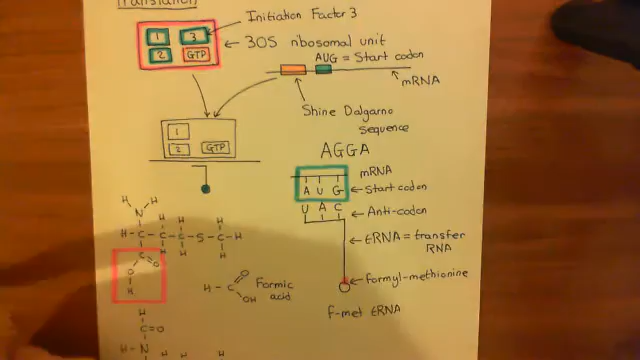 Translation
Initiation Factor 3
1 3
2 GTP
30S ribosomal unit
AUG = Start codon
mRNA
Shine Dalgarno
Sequence
AGGA
1
2 GTP
mRNA
A U G
Start codon
U A C
Anti-codon
tRNA = transfer
RNA
formyl-methionine
f-met tRNA
H H
N
H H H
H-C-C-C-S-C-H
H H H
C=O
O
H
H-C=O
OH
Formic
acid
H
C=O
H-N H H